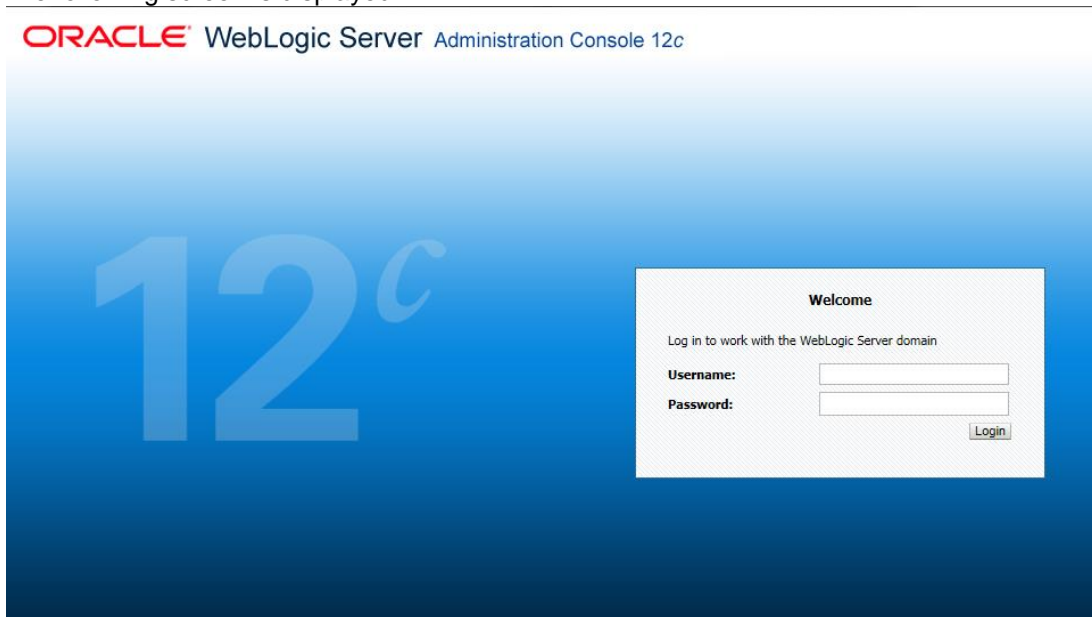 ORACLE WebLogic Server Administration Console 12c
12c
Welcome
Log in to work with the WebLogic Server domain
Username:
Password:
Login